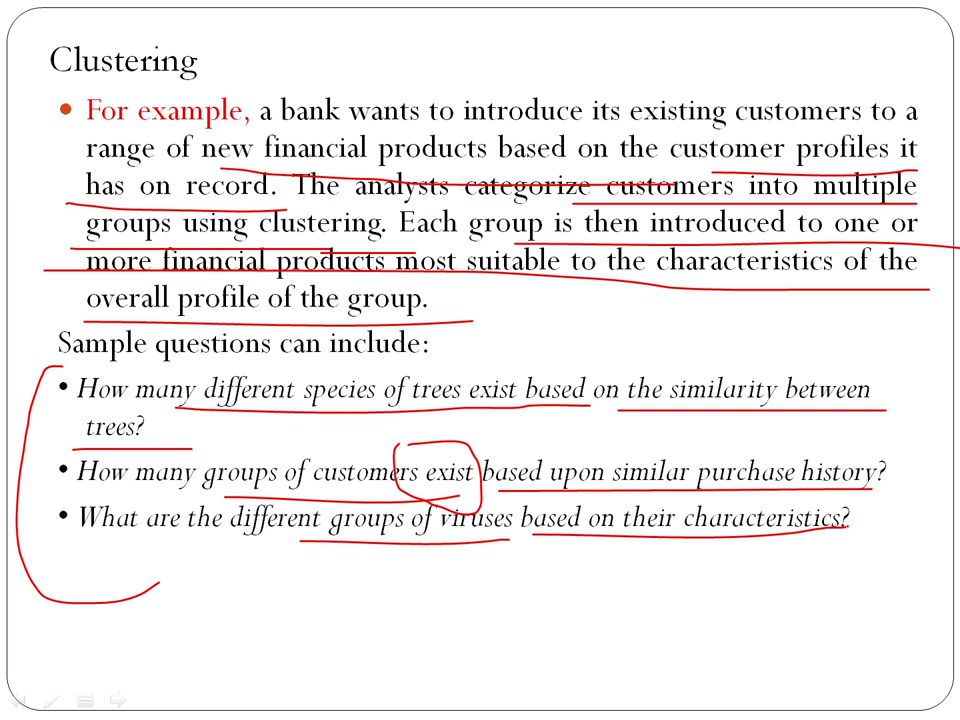 Clustering
• For example, a bank wants to introduce its existing customers to a
range of new financial products based on the customer profiles it
has on record. The analysts categorize customers into multiple
groups using clustering. Each group is then introduced to one or
more financial products most suitable to the characteristics of the
overall profile of the group.
Sample questions can include:
• How many different species of trees exist based on the similarity between
trees?
• How many groups of customers exist based upon similar purchase history?
• What are the different groups of viruses based on their characteristics?